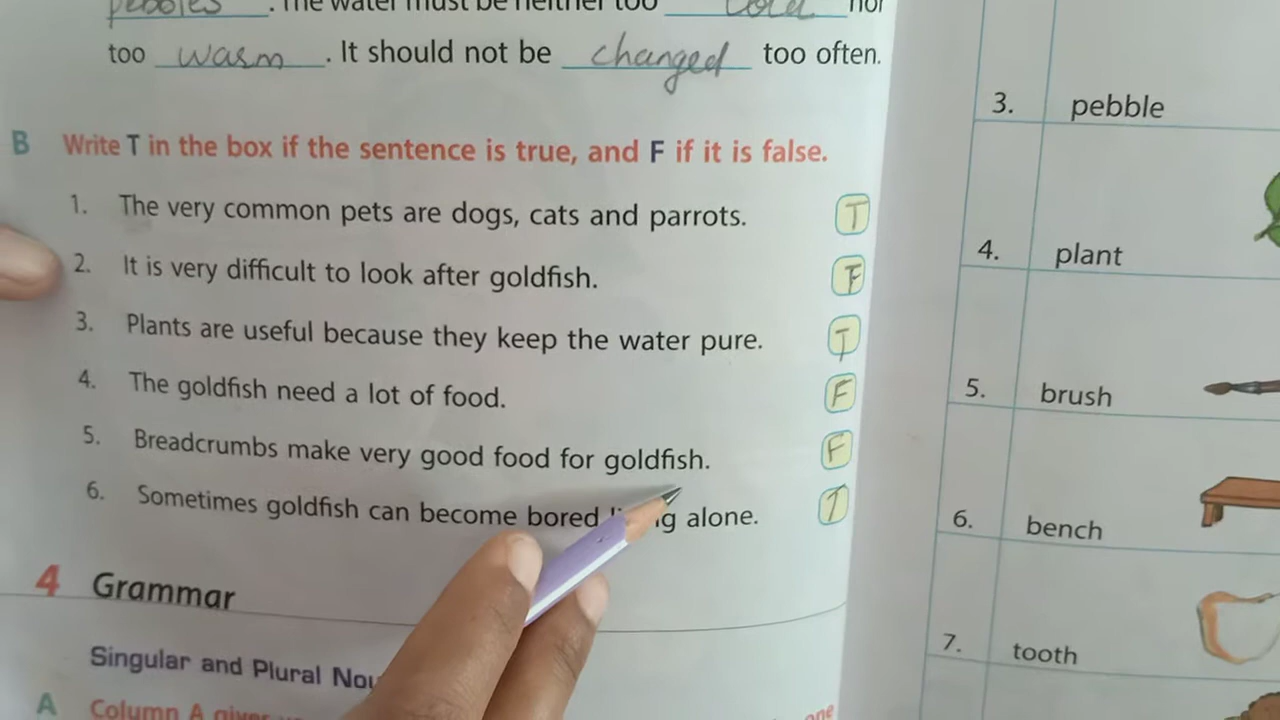 pebbles. The water must be neither too cold nor
too warm. It should not be changed too often.
B Write T in the box if the sentence is true, and F if it is false.
1. The very common pets are dogs, cats and parrots. T
2. It is very difficult to look after goldfish. F
3. Plants are useful because they keep the water pure. T
4. The goldfish need a lot of food. F
5. Breadcrumbs make very good food for goldfish. F
6. Sometimes goldfish can become bored alone. T
4 Grammar
Singular and Plural
A Column A
one
3. pebble
4. plant
5. brush
6. bench
7. tooth